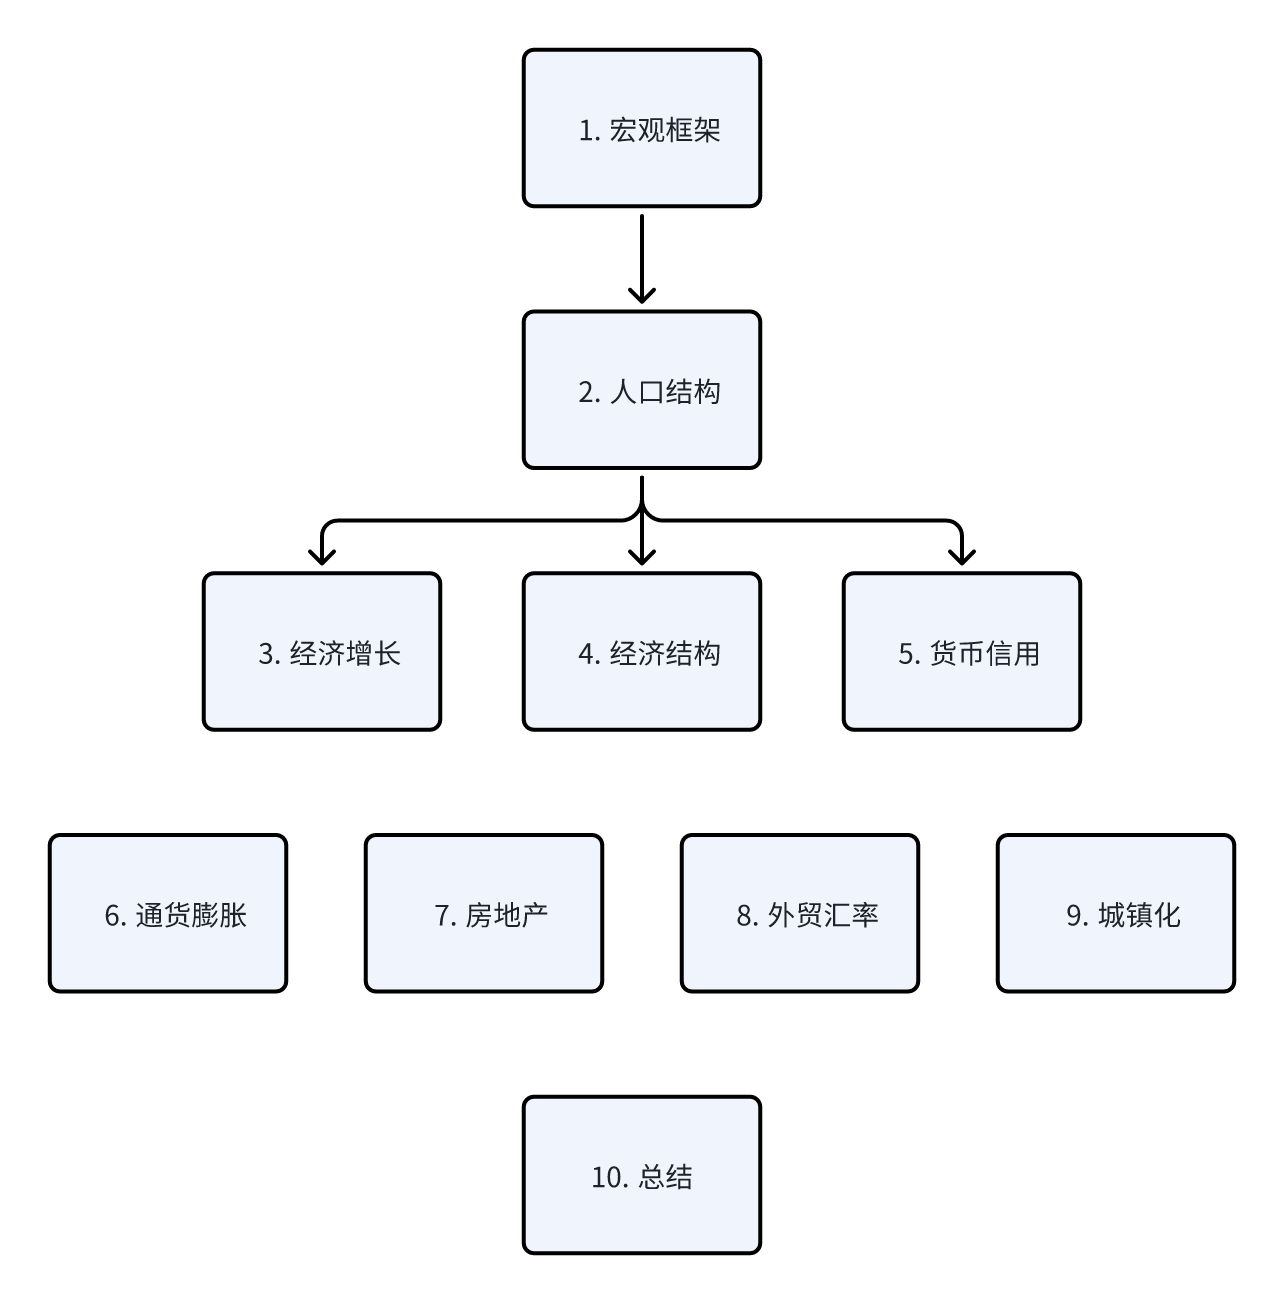 1. 宏观框架
2. 人口结构
3. 经济增长
4. 经济结构
5. 货币信用
6. 通货膨胀
7. 房地产
8. 外贸汇率
9. 城镇化
10. 总结